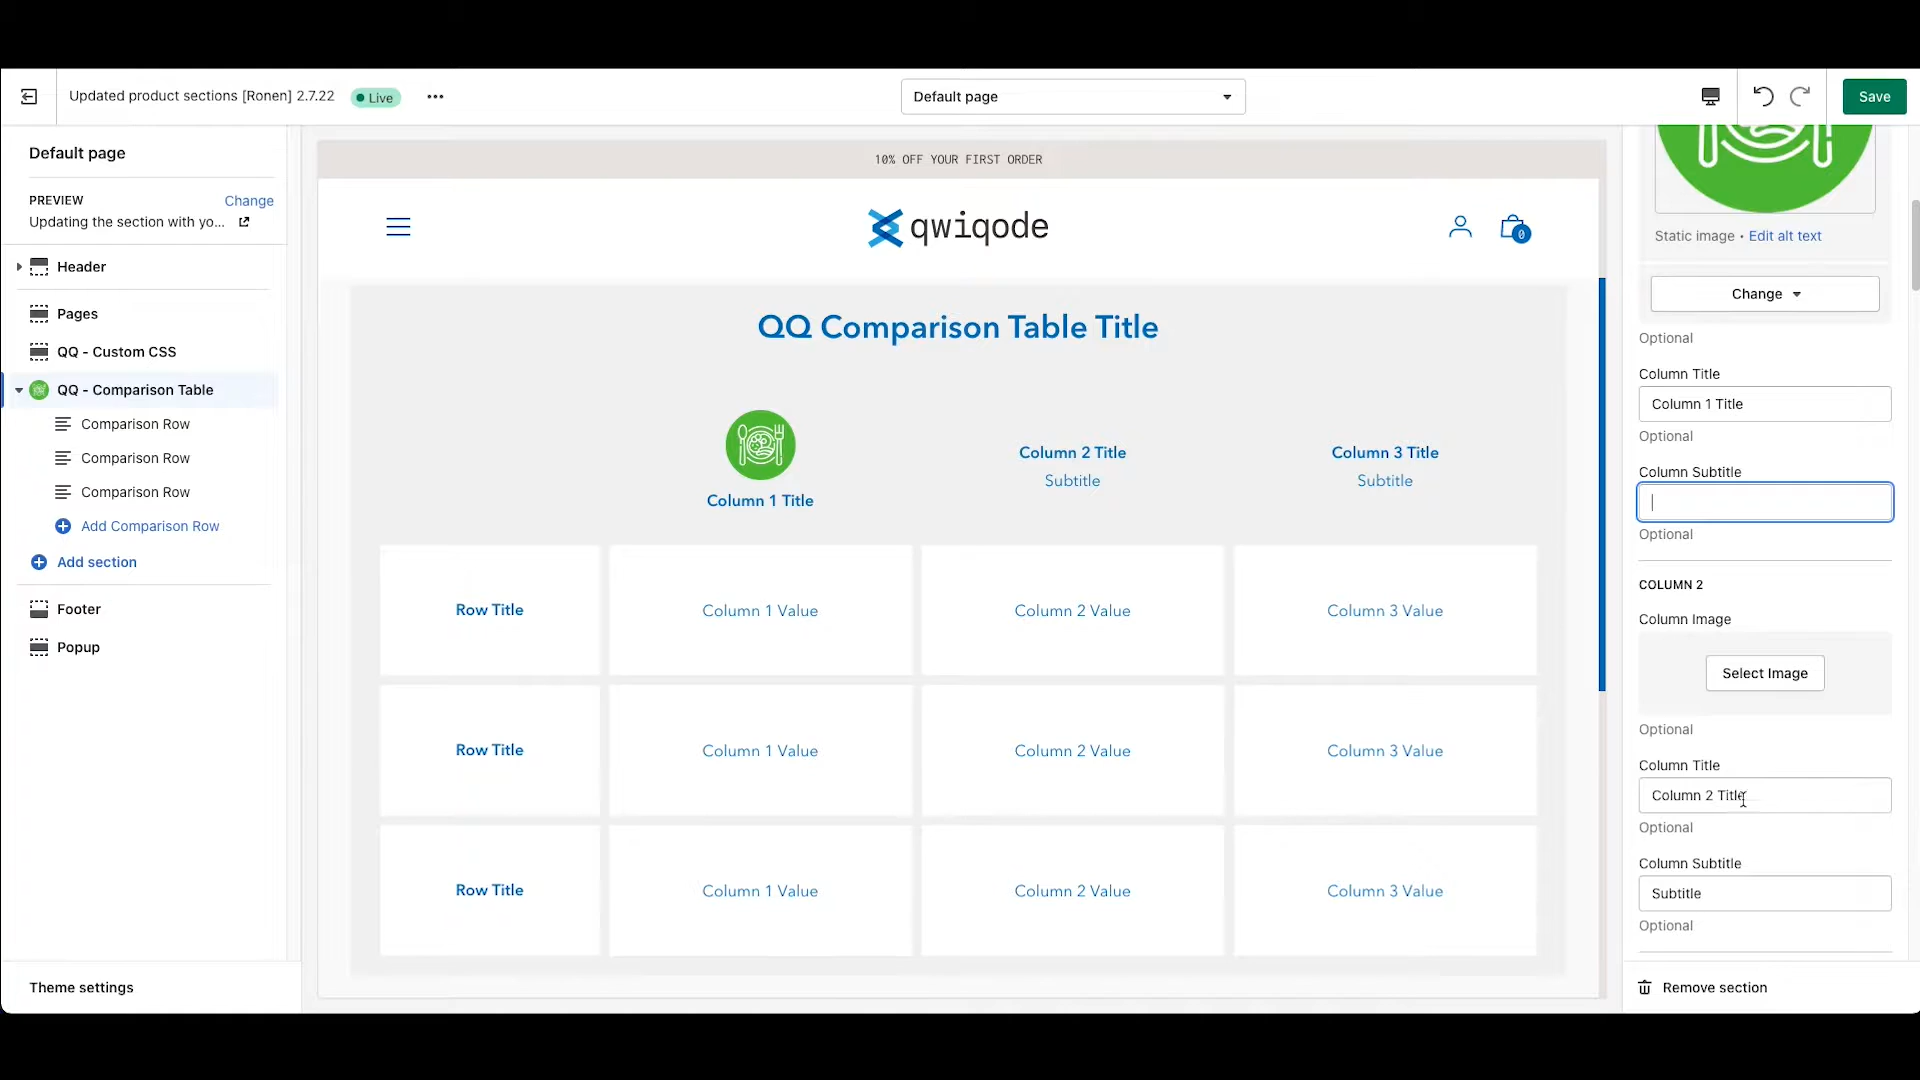 Updated product sections [Ronen] 2.7.22
Live
Default page
Save
Default page
PREVIEW
Change
Updating the section with yo...
Header
Pages
QQ - Custom CSS
QQ - Comparison Table
Comparison Row
Comparison Row
Comparison Row
Add Comparison Row
Add section
Footer
Popup
Theme settings
10% OFF YOUR FIRST ORDER
qwiqode
0
QQ Comparison Table Title
Column 1 Title
Column 2 Title
Subtitle
Column 3 Title
Subtitle
Row Title
Column 1 Value
Column 2 Value
Column 3 Value
Row Title
Column 1 Value
Column 2 Value
Column 3 Value
Row Title
Column 1 Value
Column 2 Value
Column 3 Value
Static image • Edit alt text
Change
Optional
Column Title
Column 1 Title
Optional
Column Subtitle
Optional
COLUMN 2
Column Image
Select Image
Optional
Column Title
Column 2 Title
Optional
Column Subtitle
Subtitle
Optional
Remove section